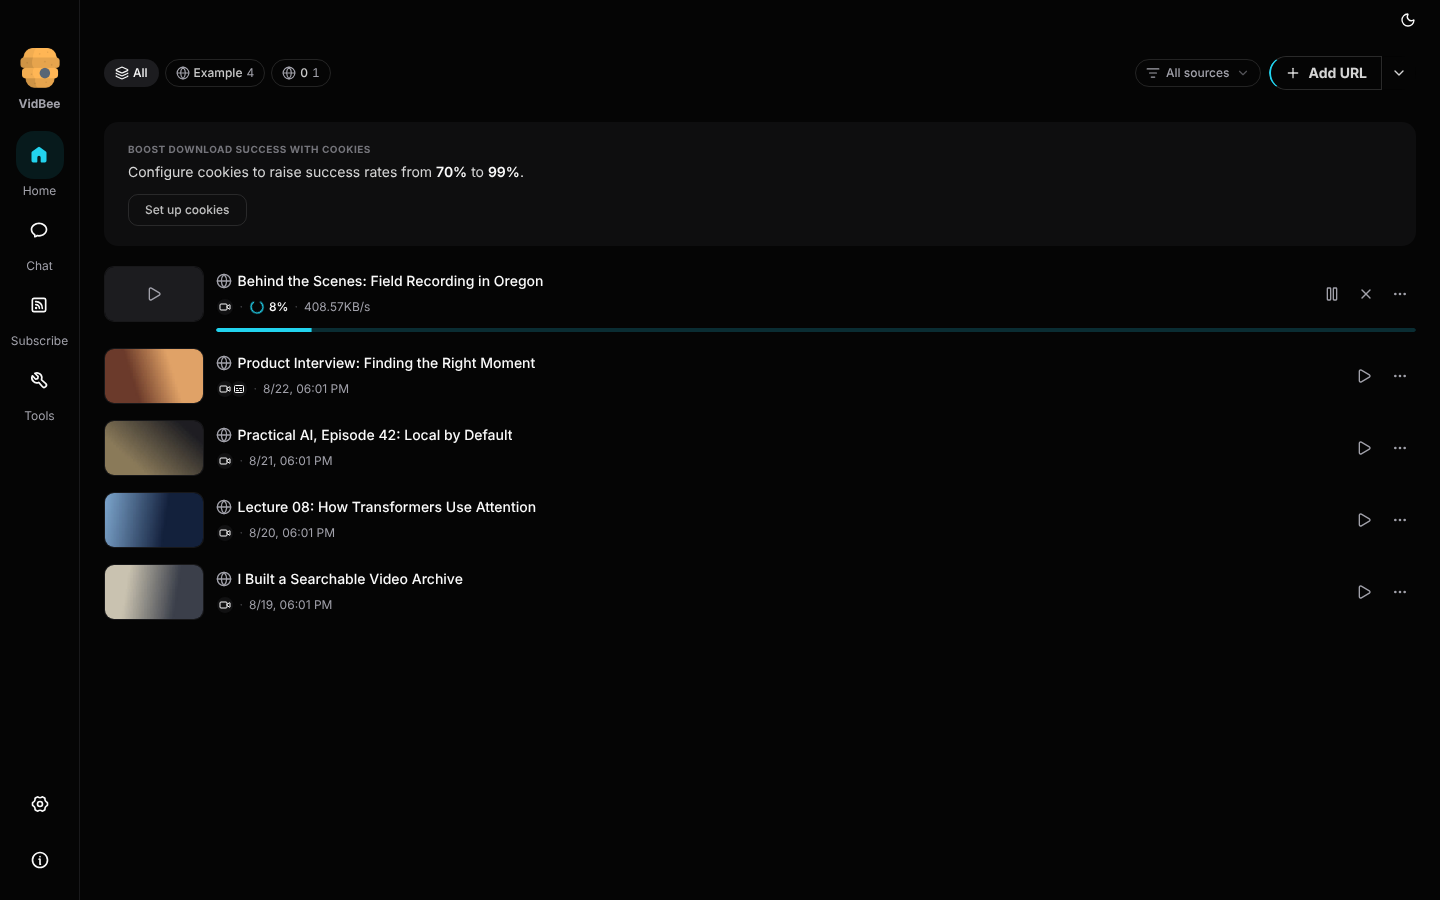 VidBee
Home
Chat
Subscribe
Tools
All
Example 4
0 1
All sources
Add URL
BOOST DOWNLOAD SUCCESS WITH COOKIES
Configure cookies to raise success rates from 70% to 99%.
Set up cookies
Behind the Scenes: Field Recording in Oregon
· 8% · 408.57KB/s
Product Interview: Finding the Right Moment
· 8/22, 06:01 PM
Practical AI, Episode 42: Local by Default
· 8/21, 06:01 PM
Lecture 08: How Transformers Use Attention
· 8/20, 06:01 PM
I Built a Searchable Video Archive
· 8/19, 06:01 PM